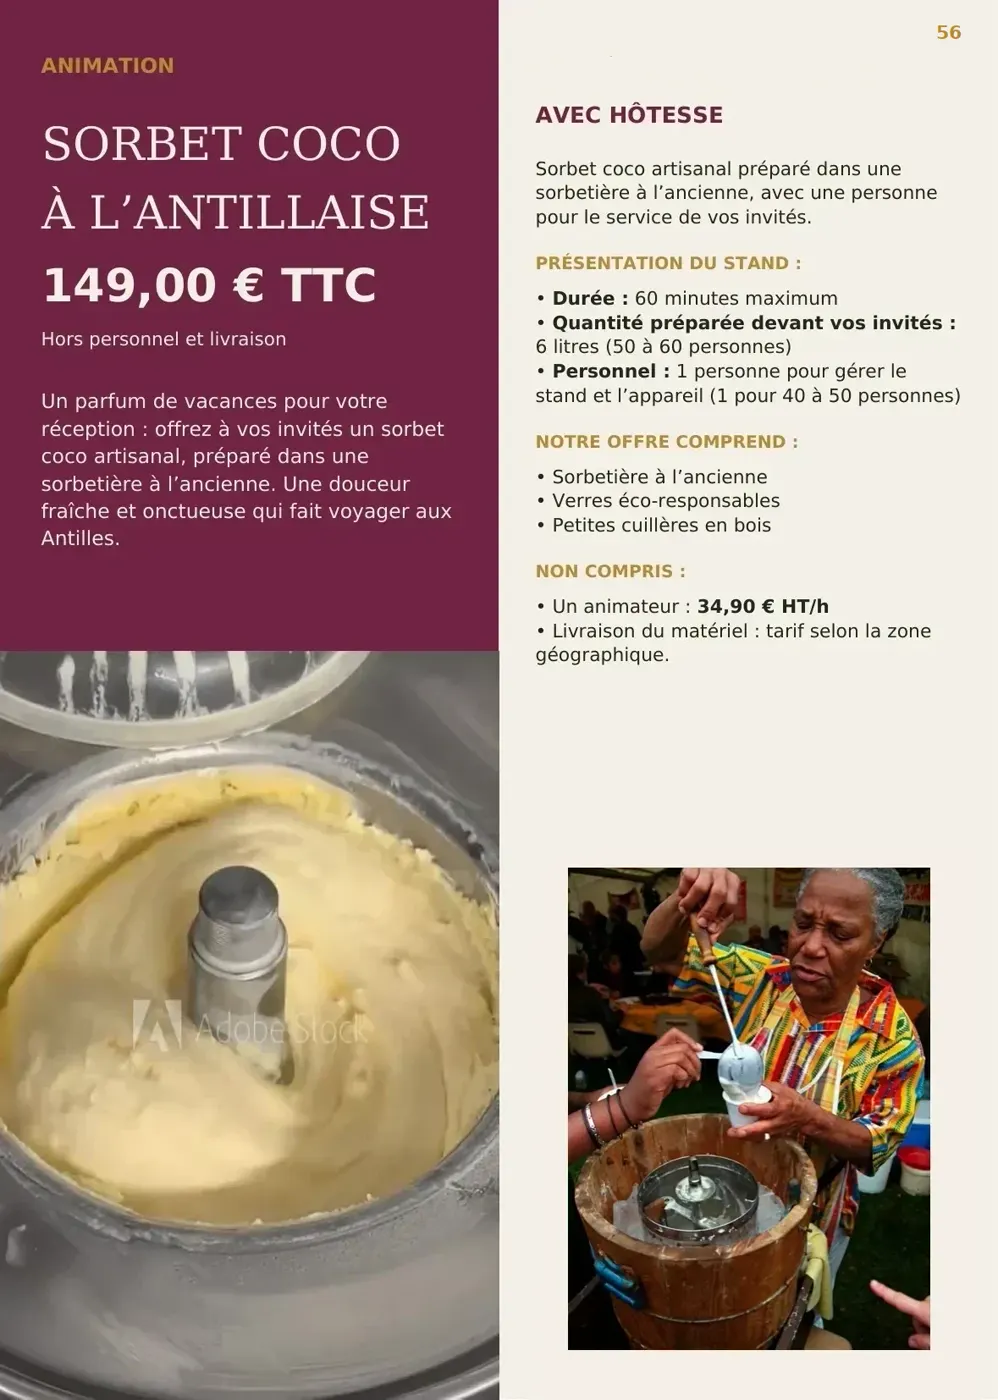 56
ANIMATION
SORBET COCO
À L’ANTILLAISE
149,00 € TTC
Hors personnel et livraison
Un parfum de vacances pour votre
réception : offrez à vos invités un sorbet
coco artisanal, préparé dans une
sorbetière à l’ancienne. Une douceur
fraîche et onctueuse qui fait voyager aux
Antilles.
Adobe Stock
AVEC HÔTESSE
Sorbet coco artisanal préparé dans une
sorbetière à l’ancienne, avec une personne
pour le service de vos invités.
PRÉSENTATION DU STAND :
• Durée : 60 minutes maximum
• Quantité préparée devant vos invités :
6 litres (50 à 60 personnes)
• Personnel : 1 personne pour gérer le
stand et l’appareil (1 pour 40 à 50 personnes)
NOTRE OFFRE COMPREND :
• Sorbetière à l’ancienne
• Verres éco-responsables
• Petites cuillères en bois
NON COMPRIS :
• Un animateur : 34,90 € HT/h
• Livraison du matériel : tarif selon la zone
géographique.